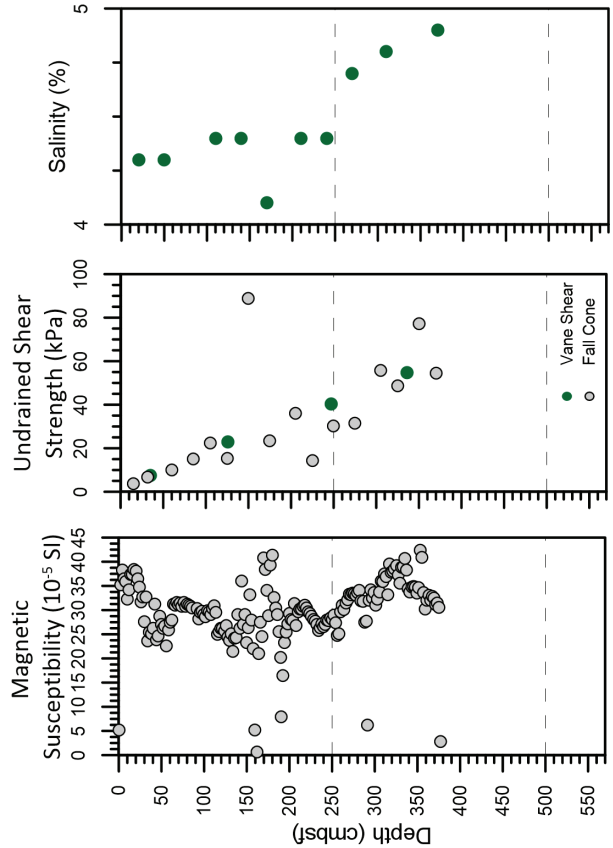 Magnetic
Susceptibility (10⁻⁵ SI)
0 5 10 15 20 25 30 35 40 45
Undrained Shear
Strength (kPa)
0 20 40 60 80 100
Salinity (%)
4 5
Depth (cmbsf)
0
50
100
150
200
250
300
350
400
450
500
550
Vane Shear
Fall Cone